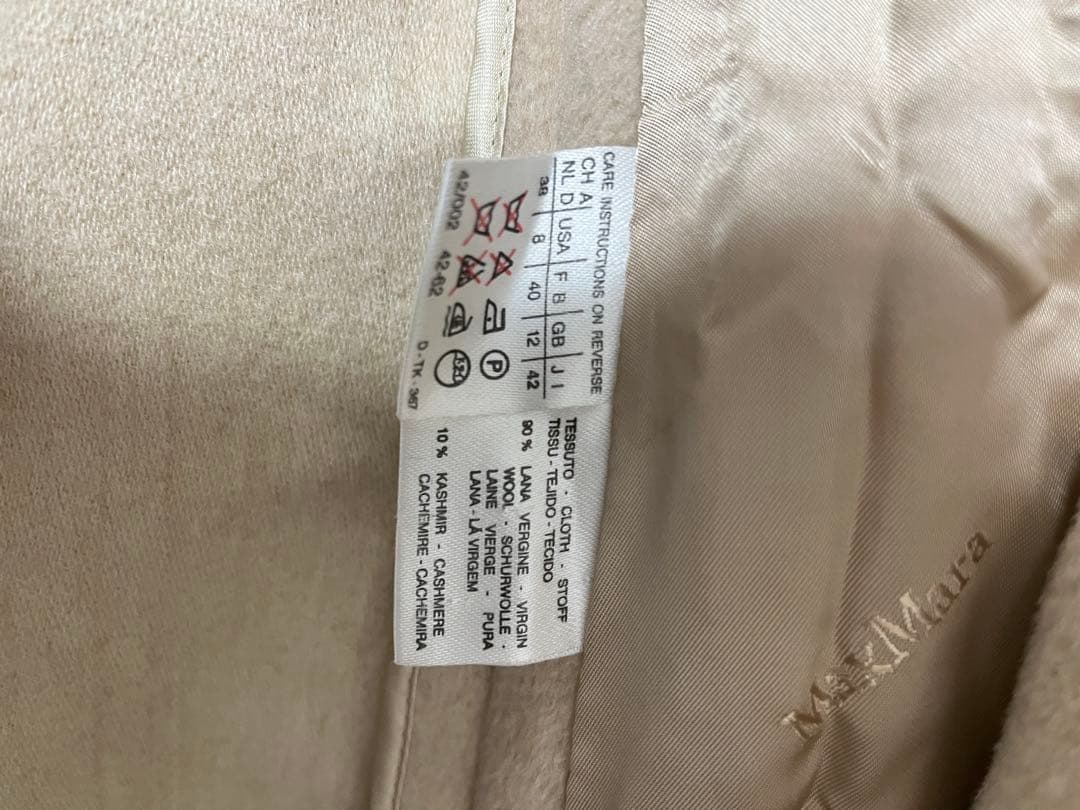 CARE INSTRUCTIONS ON REVERSE
CH A
NL D | USA | F B | GB | J I
38 | 8 | 40 | 12 | 42
P
42/002 42-62
D - TK - 367
TESSUTO - CLOTH - STOFF
TISSU - TEJIDO - TECIDO
90 % LANA VERGINE - VIRGIN
WOOL - SCHURWOLLE -
LAINE VIERGE - PURA
LANA - LÃ VIRGEM
10 % KASHMIR - CASHMERE
CACHEMIRE - CACHEMIRA
MaxMara